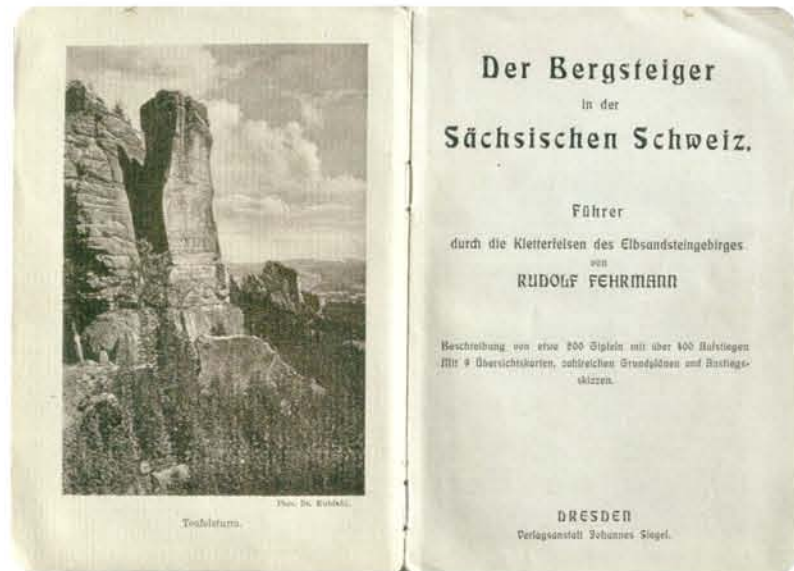 Phot. Dr. Kuhfahl.
Teufelsturm.
Der Bergsteiger
in der
Sächsischen Schweiz.
Führer
durch die Kletterfelsen des Elbsandsteingebirges
von
RUDOLF FEHRMANN
Beschreibung von etwa 200 Gipfeln mit über 400 Aufstiegen
Mit 9 Übersichtskarten, zahlreichen Grundplänen und Anstiegs-
skizzen.
DRESDEN
Verlagsanstalt Johannes Siegel.